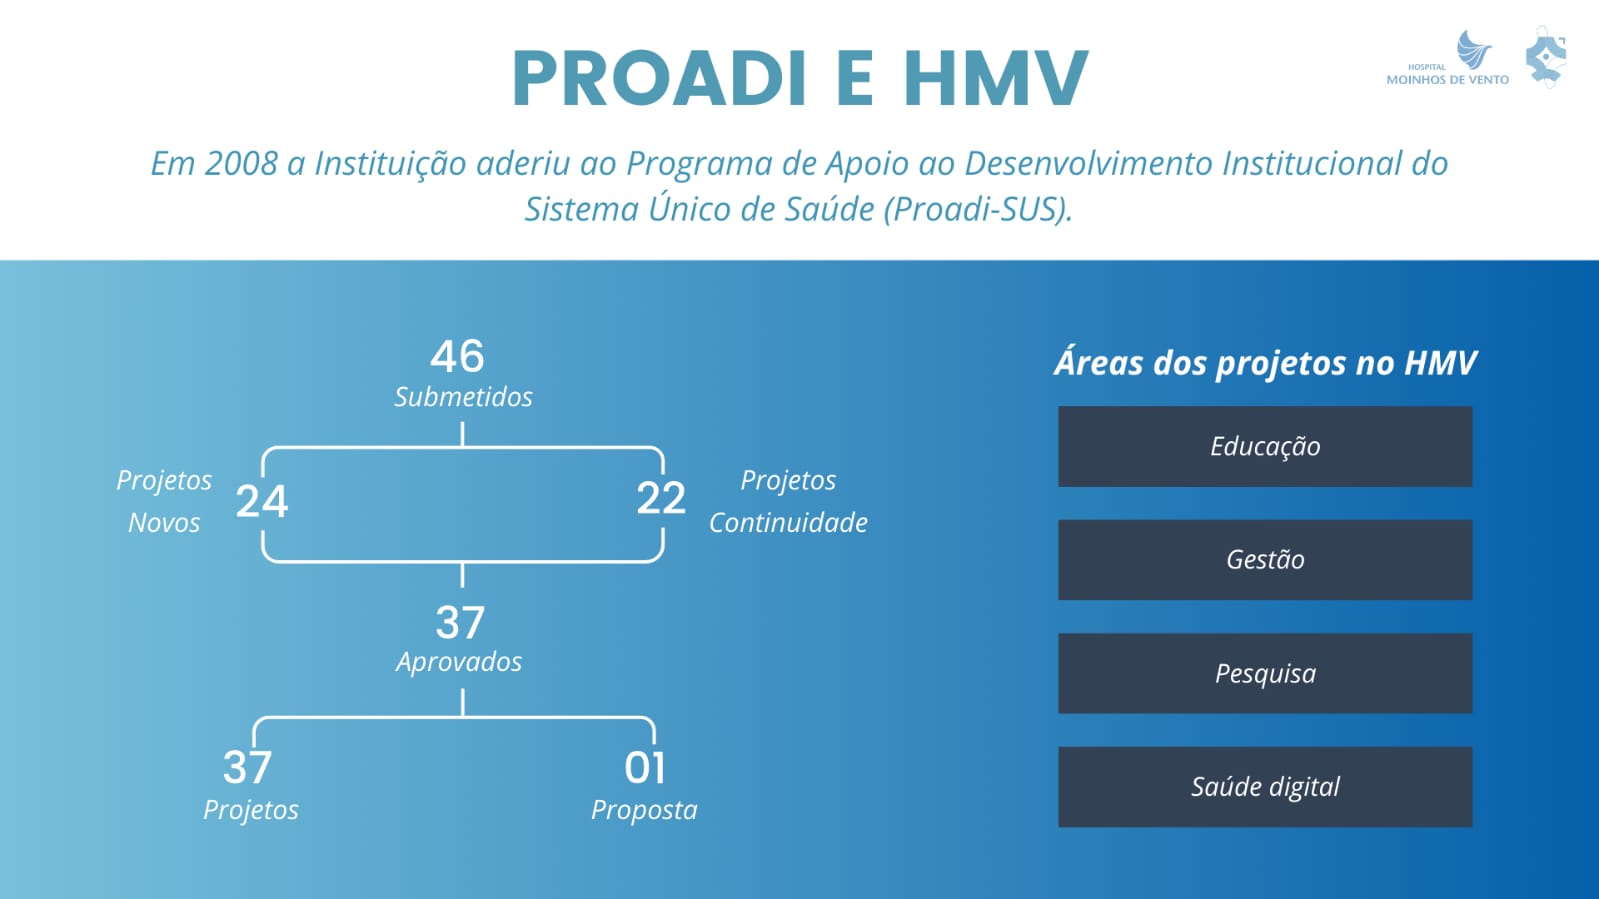 PROADI E HMV
HOSPITAL
MOINHOS DE VENTO
Em 2008 a Instituição aderiu ao Programa de Apoio ao Desenvolvimento Institucional do
Sistema Único de Saúde (Proadi-SUS).
46
Submetidos
Projetos
Novos
24
22
Projetos
Continuidade
37
Aprovados
37
Projetos
01
Proposta
Áreas dos projetos no HMV
Educação
Gestão
Pesquisa
Saúde digital